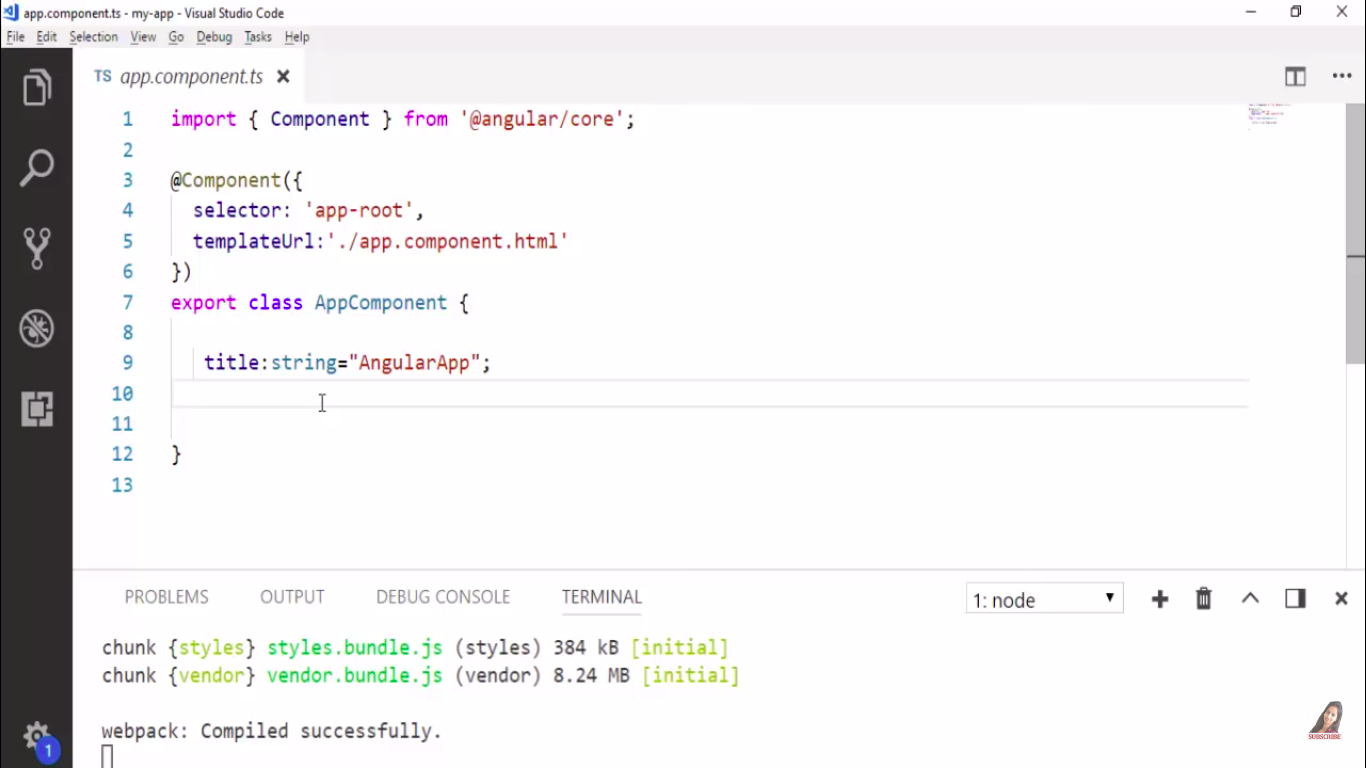 app.component.ts - my-app - Visual Studio Code
File Edit Selection View Go Debug Tasks Help
TS app.component.ts
1 import { Component } from '@angular/core';
2
3 @Component({
4 selector: 'app-root',
5 templateUrl:'./app.component.html'
6 })
7 export class AppComponent {
8
9 title:string="AngularApp";
10
11
12 }
13
PROBLEMS OUTPUT DEBUG CONSOLE TERMINAL 1: node
chunk {styles} styles.bundle.js (styles) 384 kB [initial]
chunk {vendor} vendor.bundle.js (vendor) 8.24 MB [initial]
webpack: Compiled successfully.
1
SUBSCRIBE